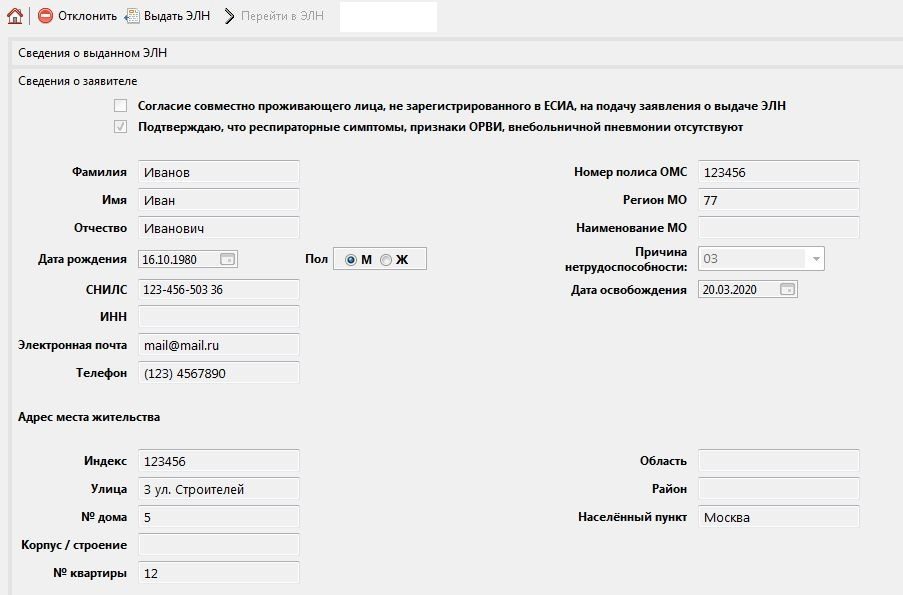 Отклонить Выдать ЭЛН Перейти в ЭЛН
Сведения о выданном ЭЛН
Сведения о заявителе
Согласие совместно проживающего лица, не зарегистрированного в ЕСИА, на подачу заявления о выдаче ЭЛН
Подтверждаю, что респираторные симптомы, признаки ОРВИ, внебольничной пневмонии отсутствуют
Фамилия Иванов Номер полиса ОМС 123456
Имя Иван Регион МО 77
Отчество Иванович Наименование МО
Дата рождения 16.10.1980 Пол М Ж Причина
нетрудоспособности: 03
СНИЛС 123-456-503 36 Дата освобождения 20.03.2020
ИНН
Электронная почта mail@mail.ru
Телефон (123) 4567890
Адрес места жительства
Индекс 123456 Область
Улица 3 ул. Строителей Район
№ дома 5 Населённый пункт Москва
Корпус / строение
№ квартиры 12